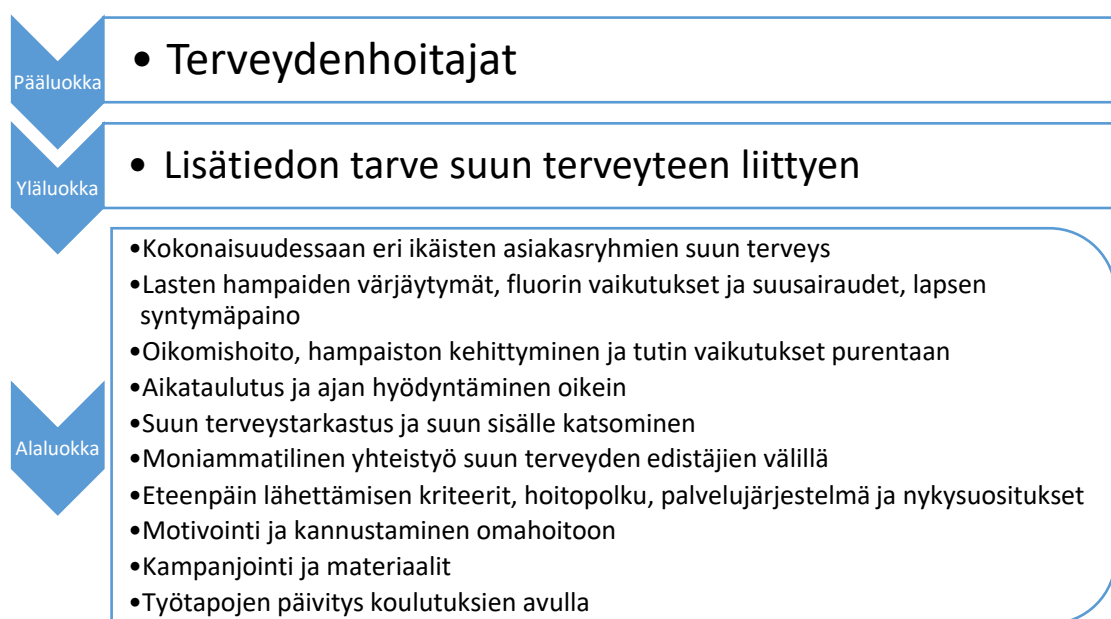 Pääluokka
• Terveydenhoitajat
Yläluokka
• Lisätiedon tarve suun terveyteen liittyen
Alaluokka
•Kokonaisuudessaan eri ikäisten asiakasryhmien suun terveys
•Lasten hampaiden värjäytymät, fluorin vaikutukset ja suusairaudet, lapsen
syntymäpaino
•Oikomishoito, hampaiston kehittyminen ja tutin vaikutukset purentaan
•Aikataulutus ja ajan hyödyntäminen oikein
•Suun terveystarkastus ja suun sisälle katsominen
•Moniammatilinen yhteistyö suun terveyden edistäjien välillä
•Eteenpäin lähettämisen kriteerit, hoitopolku, palvelujärjestelmä ja nykysuositukset
•Motivointi ja kannustaminen omahoitoon
•Kampanjointi ja materiaalit
•Työtapojen päivitys koulutuksien avulla